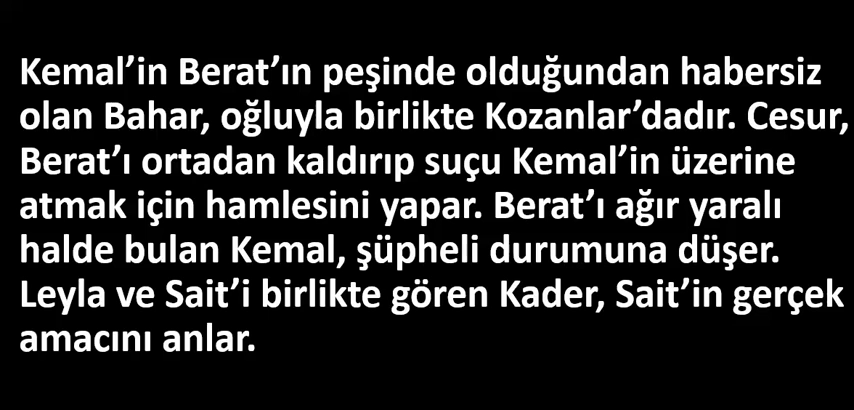 Kemal’in Berat’ın peşinde olduğundan habersiz
olan Bahar, oğluyla birlikte Kozanlar’dadır. Cesur,
Berat’ı ortadan kaldırıp suçu Kemal’in üzerine
atmak için hamlesini yapar. Berat’ı ağır yaralı
halde bulan Kemal, şüpheli durumuna düşer.
Leyla ve Sait’i birlikte gören Kader, Sait’in gerçek
amacını anlar.